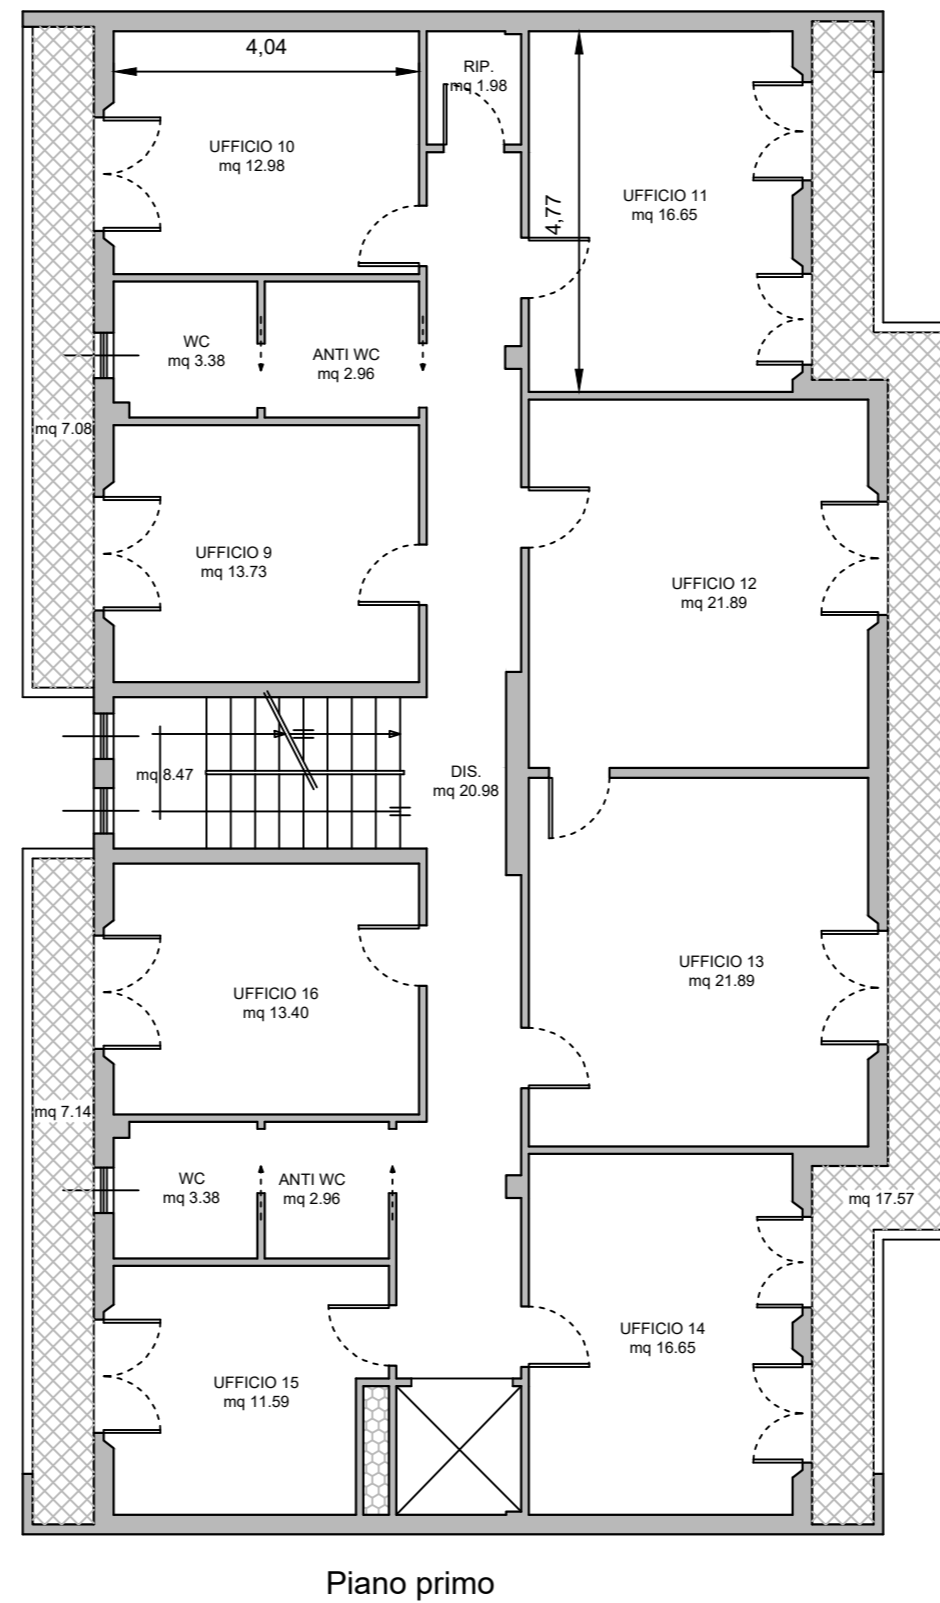 4,04
RIP.
mq 1.98
UFFICIO 10
mq 12.98
UFFICIO 11
mq 16.65
4,77
WC
mq 3.38
ANTI WC
mq 2.96
mq 7.08
UFFICIO 9
mq 13.73
UFFICIO 12
mq 21.89
mq 8.47
DIS.
mq 20.98
UFFICIO 13
mq 21.89
UFFICIO 16
mq 13.40
mq 7.14
WC
mq 3.38
ANTI WC
mq 2.96
mq 17.57
UFFICIO 14
mq 16.65
UFFICIO 15
mq 11.59
Piano primo